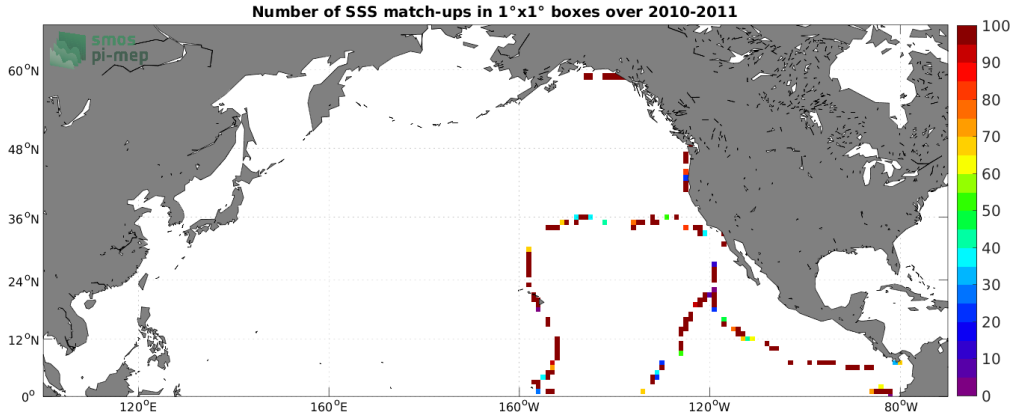 Number of SSS match-ups in 1°x1° boxes over 2010-2011
smos
pi-mep
60°N
48°N
36°N
24°N
12°N
0°
120°E
160°E
160°W
120°W
80°W
100
90
80
70
60
50
40
30
20
10
0